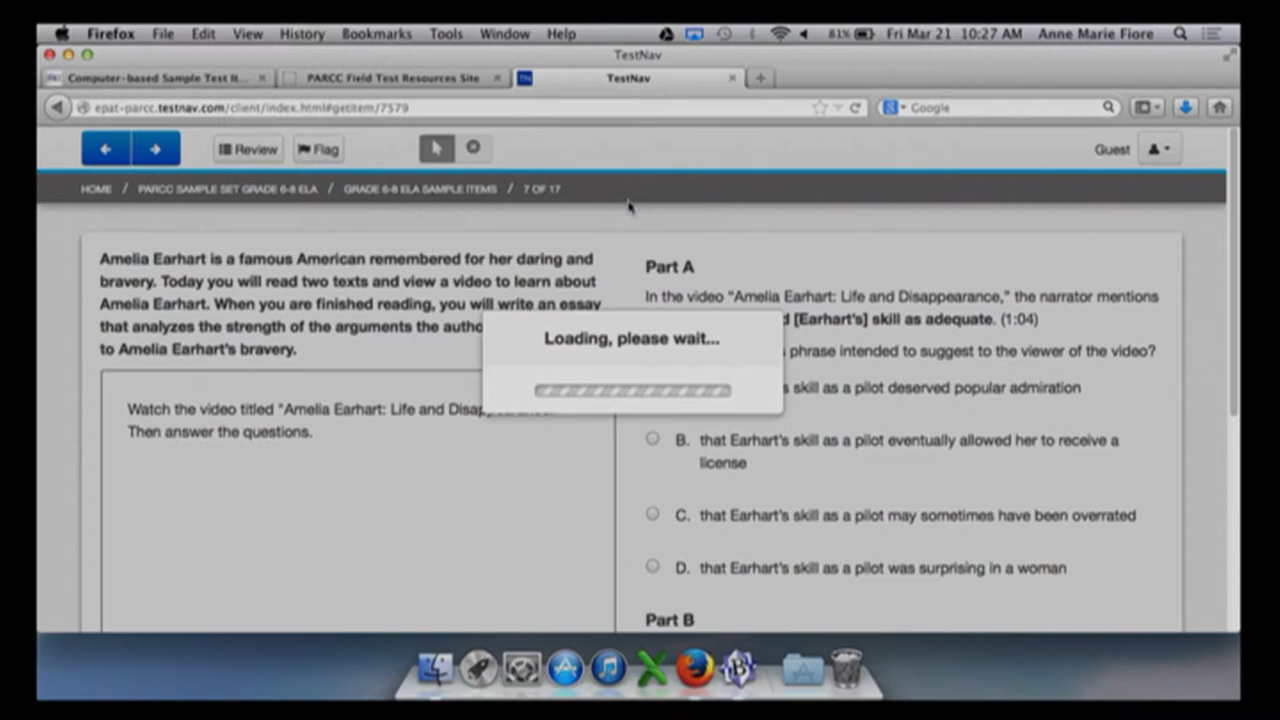 Firefox File Edit View History Bookmarks Tools Window Help 81% Fri Mar 21 10:27 AM Anne Marie Fiore
TestNav
Computer-based Sample Test It... PARCC Field Test Resources Site TN TestNav
epat-parcc.testnav.com/client/index.html#getitem/7579 Google
Review Flag Guest
HOME / PARCC SAMPLE SET GRADE 6-8 ELA / GRADE 6-8 ELA SAMPLE ITEMS / 7 OF 17
Amelia Earhart is a famous American remembered for her daring and
bravery. Today you will read two texts and view a video to learn about
Amelia Earhart. When you are finished reading, you will write an essay
that analyzes the strength of the arguments the autho
to Amelia Earhart's bravery.
Watch the video titled "Amelia Earhart: Life and Disap
Then answer the questions.
Loading, please wait...
Part A
In the video "Amelia Earhart: Life and Disappearance," the narrator mentions
d [Earhart's] skill as adequate. (1:04)
phrase intended to suggest to the viewer of the video?
s skill as a pilot deserved popular admiration
B. that Earhart's skill as a pilot eventually allowed her to receive a
license
C. that Earhart's skill as a pilot may sometimes have been overrated
D. that Earhart's skill as a pilot was surprising in a woman
Part B